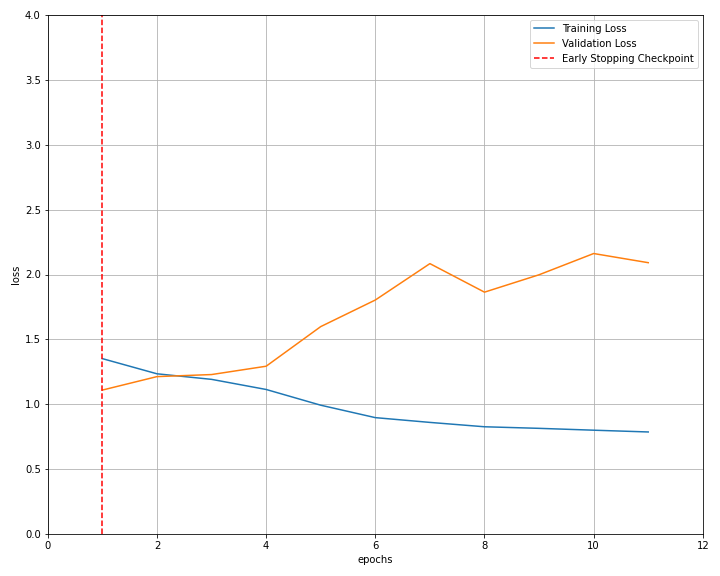 4.0
3.5
3.0
2.5
2.0
1.5
1.0
0.5
0.0
loss
0 2 4 6 8 10 12
epochs
Training Loss
Validation Loss
Early Stopping Checkpoint